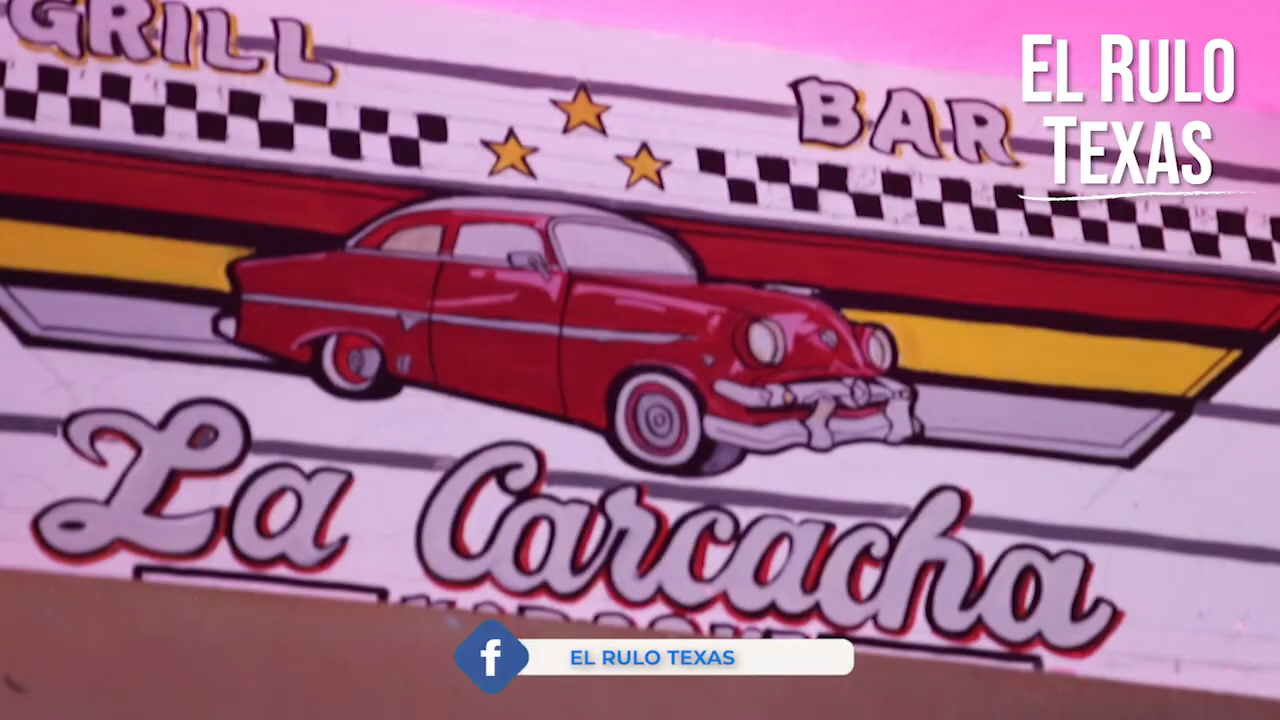 GRILL
BAR
EL RULO
TEXAS
La Carcacha
f EL RULO TEXAS